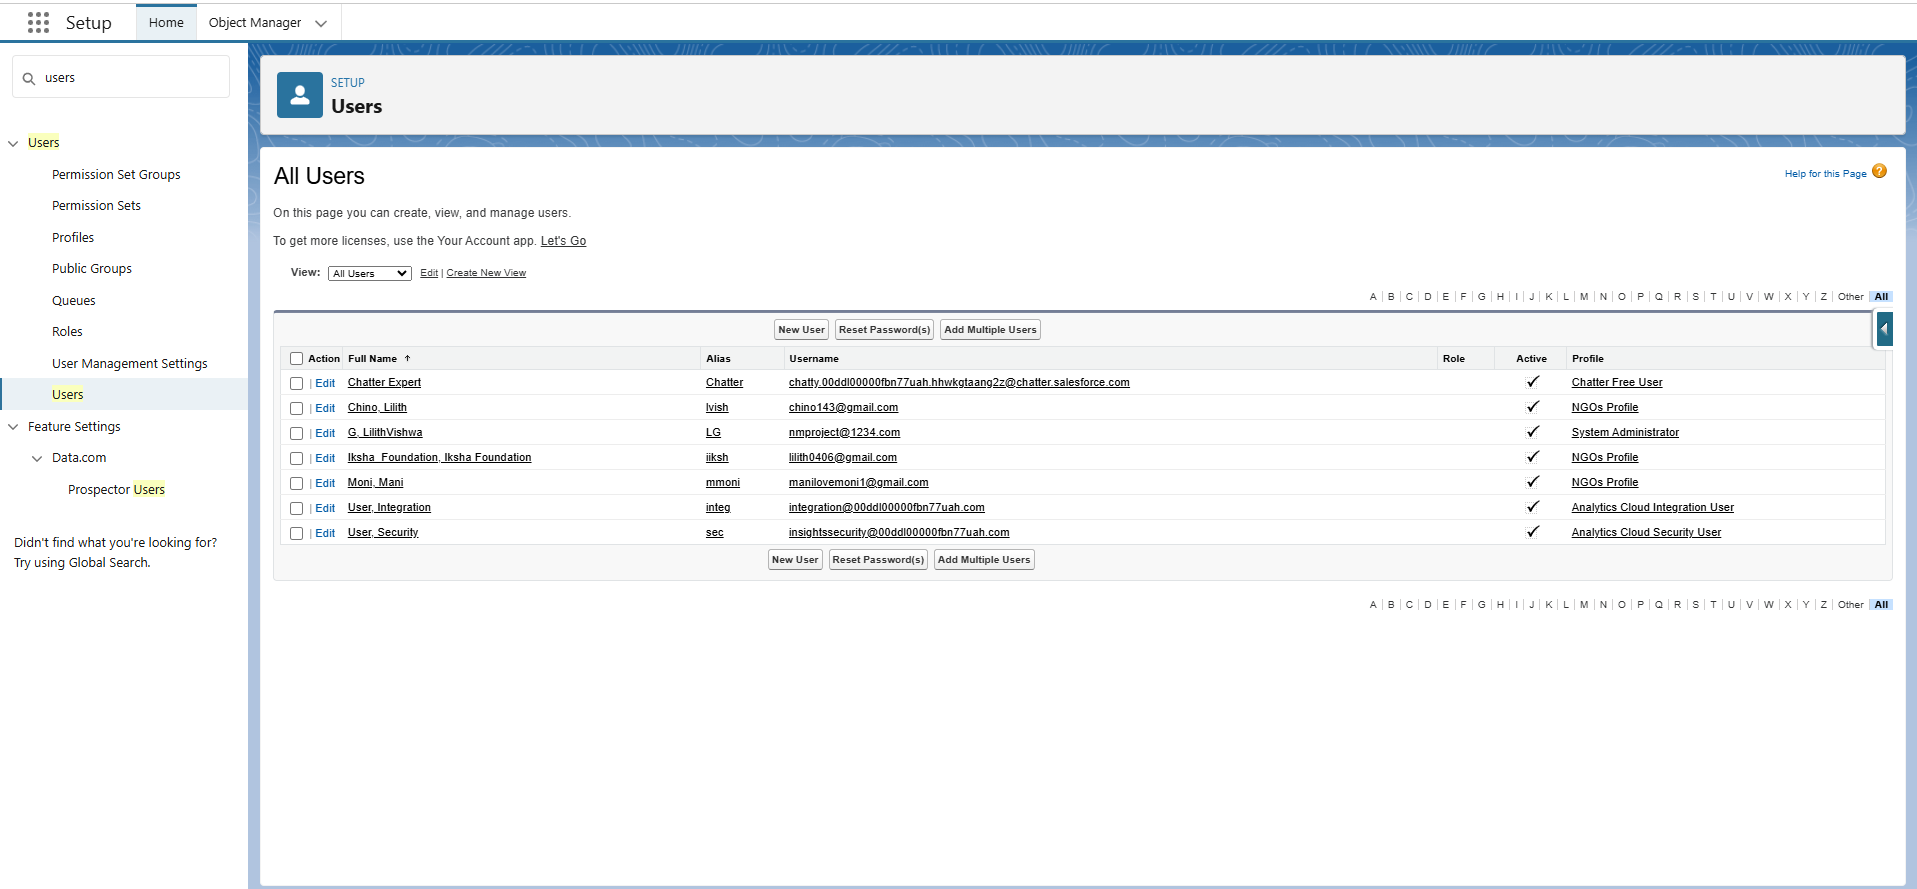 Setup Home Object Manager
users
SETUP
Users
Users
Permission Set Groups
Permission Sets
Profiles
Public Groups
Queues
Roles
User Management Settings
Users
Feature Settings
Data.com
Prospector Users
Didn't find what you're looking for?
Try using Global Search.
All Users
Help for this Page ?
On this page you can create, view, and manage users.
To get more licenses, use the Your Account app. Let's Go
View: All Users Edit | Create New View
A | B | C | D | E | F | G | H | I | J | K | L | M | N | O | P | Q | R | S | T | U | V | W | X | Y | Z | Other All
New User Reset Password(s) Add Multiple Users
Action Full Name ↑ Alias Username Role Active Profile
| Edit Chatter Expert Chatter chatty.00ddl00000fbn77uah.hhwkgtaang2z@chatter.salesforce.com ✓ Chatter Free User
| Edit Chino, Lilith lvish chino143@gmail.com ✓ NGOs Profile
| Edit G, LilithVishwa LG nmproject@1234.com ✓ System Administrator
| Edit Iksha_Foundation, Iksha Foundation iiksh lilith0406@gmail.com ✓ NGOs Profile
| Edit Moni, Mani mmoni manilovemoni1@gmail.com ✓ NGOs Profile
| Edit User, Integration integ integration@00ddl00000fbn77uah.com ✓ Analytics Cloud Integration User
| Edit User, Security sec insightssecurity@00ddl00000fbn77uah.com ✓ Analytics Cloud Security User
New User Reset Password(s) Add Multiple Users
A | B | C | D | E | F | G | H | I | J | K | L | M | N | O | P | Q | R | S | T | U | V | W | X | Y | Z | Other All